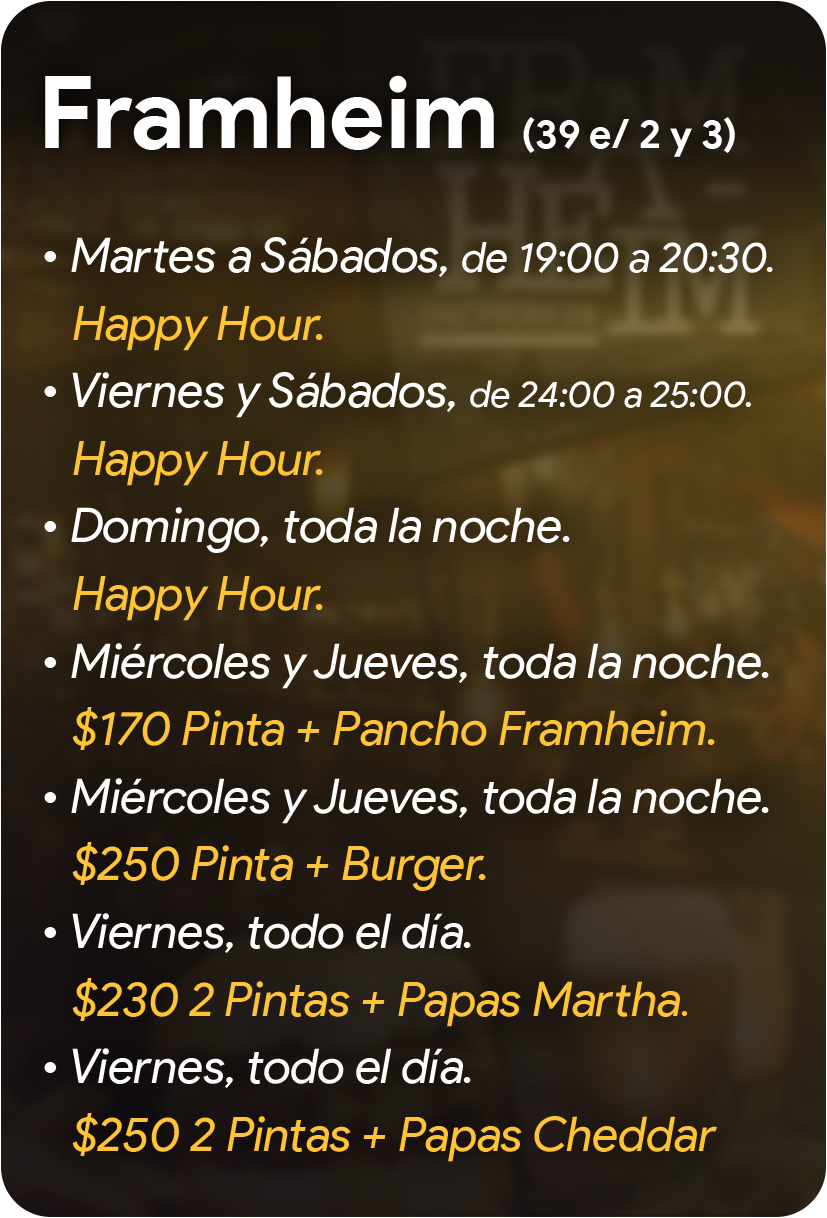 Framheim (39 e/ 2 y 3)
• Martes a Sábados, de 19:00 a 20:30.
Happy Hour.
• Viernes y Sábados, de 24:00 a 25:00.
Happy Hour.
• Domingo, toda la noche.
Happy Hour.
• Miércoles y Jueves, toda la noche.
$170 Pinta + Pancho Framheim.
• Miércoles y Jueves, toda la noche.
$250 Pinta + Burger.
• Viernes, todo el día.
$230 2 Pintas + Papas Martha.
• Viernes, todo el día.
$250 2 Pintas + Papas Cheddar
FRAM
HEIM